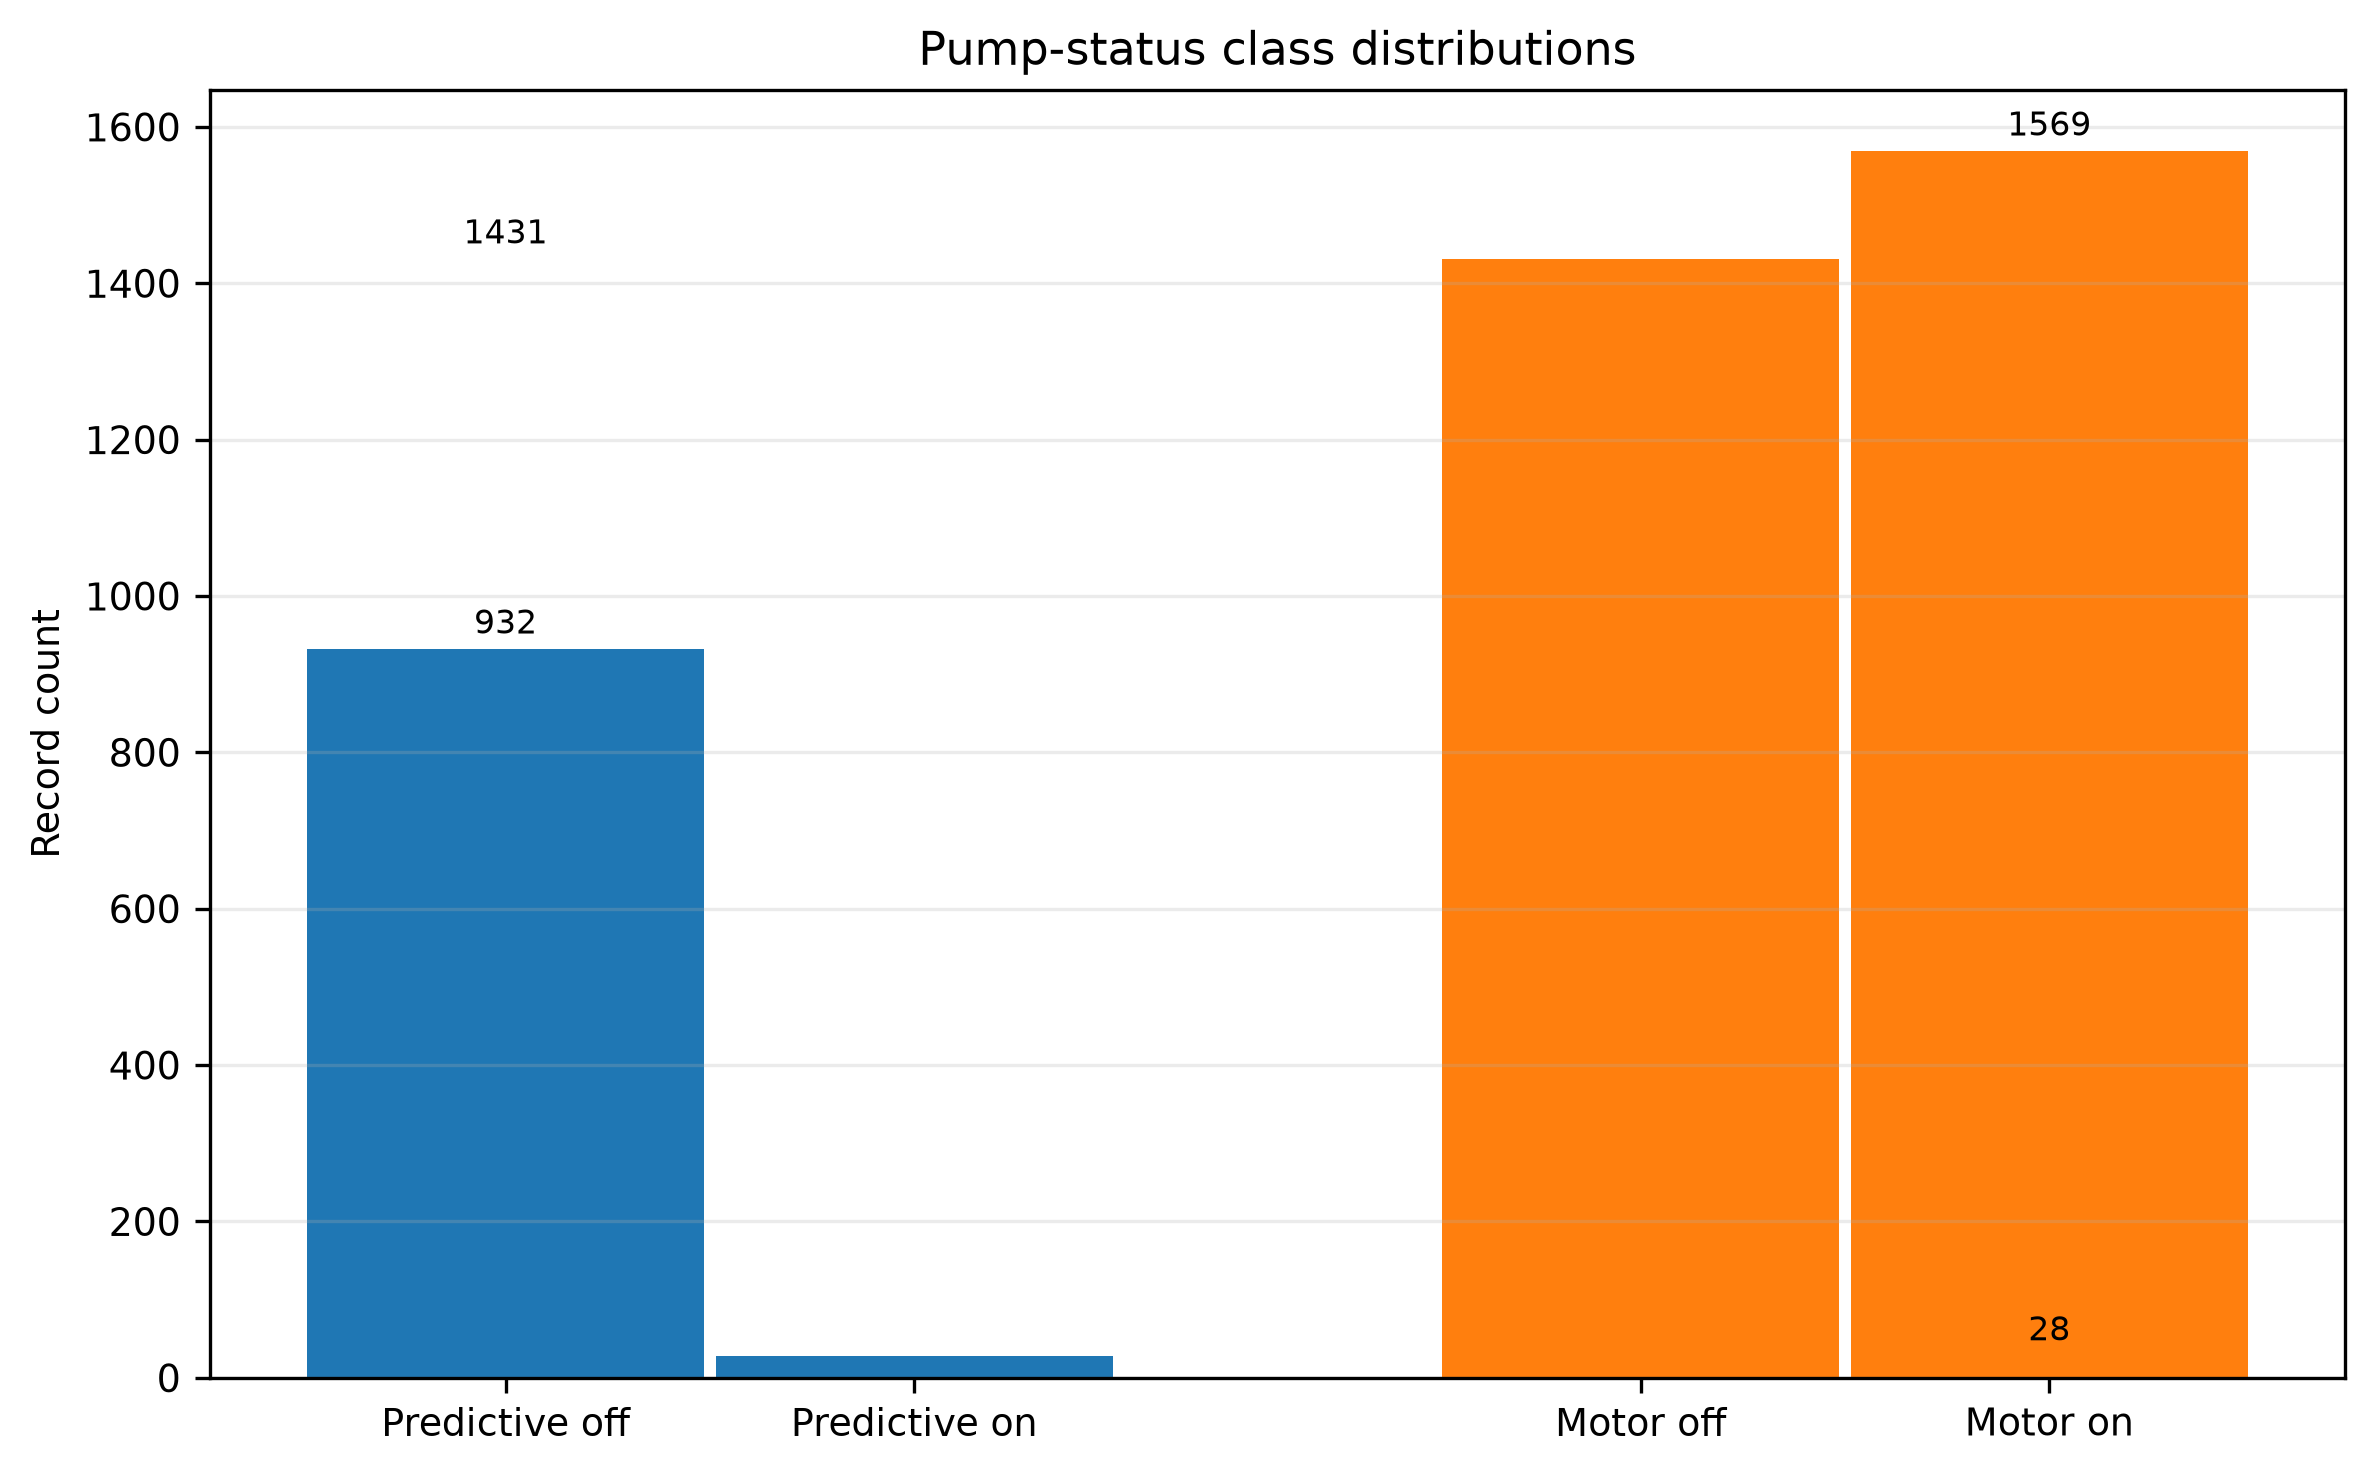 Pump-status class distributions
Record count
1600
1400
1200
1000
800
600
400
200
0
1431
932
1569
28
Predictive off
Predictive on
Motor off
Motor on